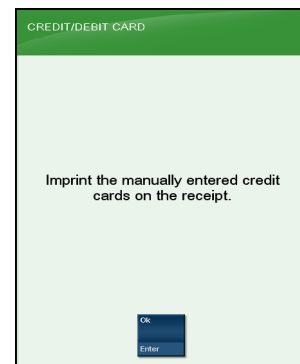 CREDIT/DEBIT CARD
Imprint the manually entered credit
cards on the receipt.
Ok
Enter